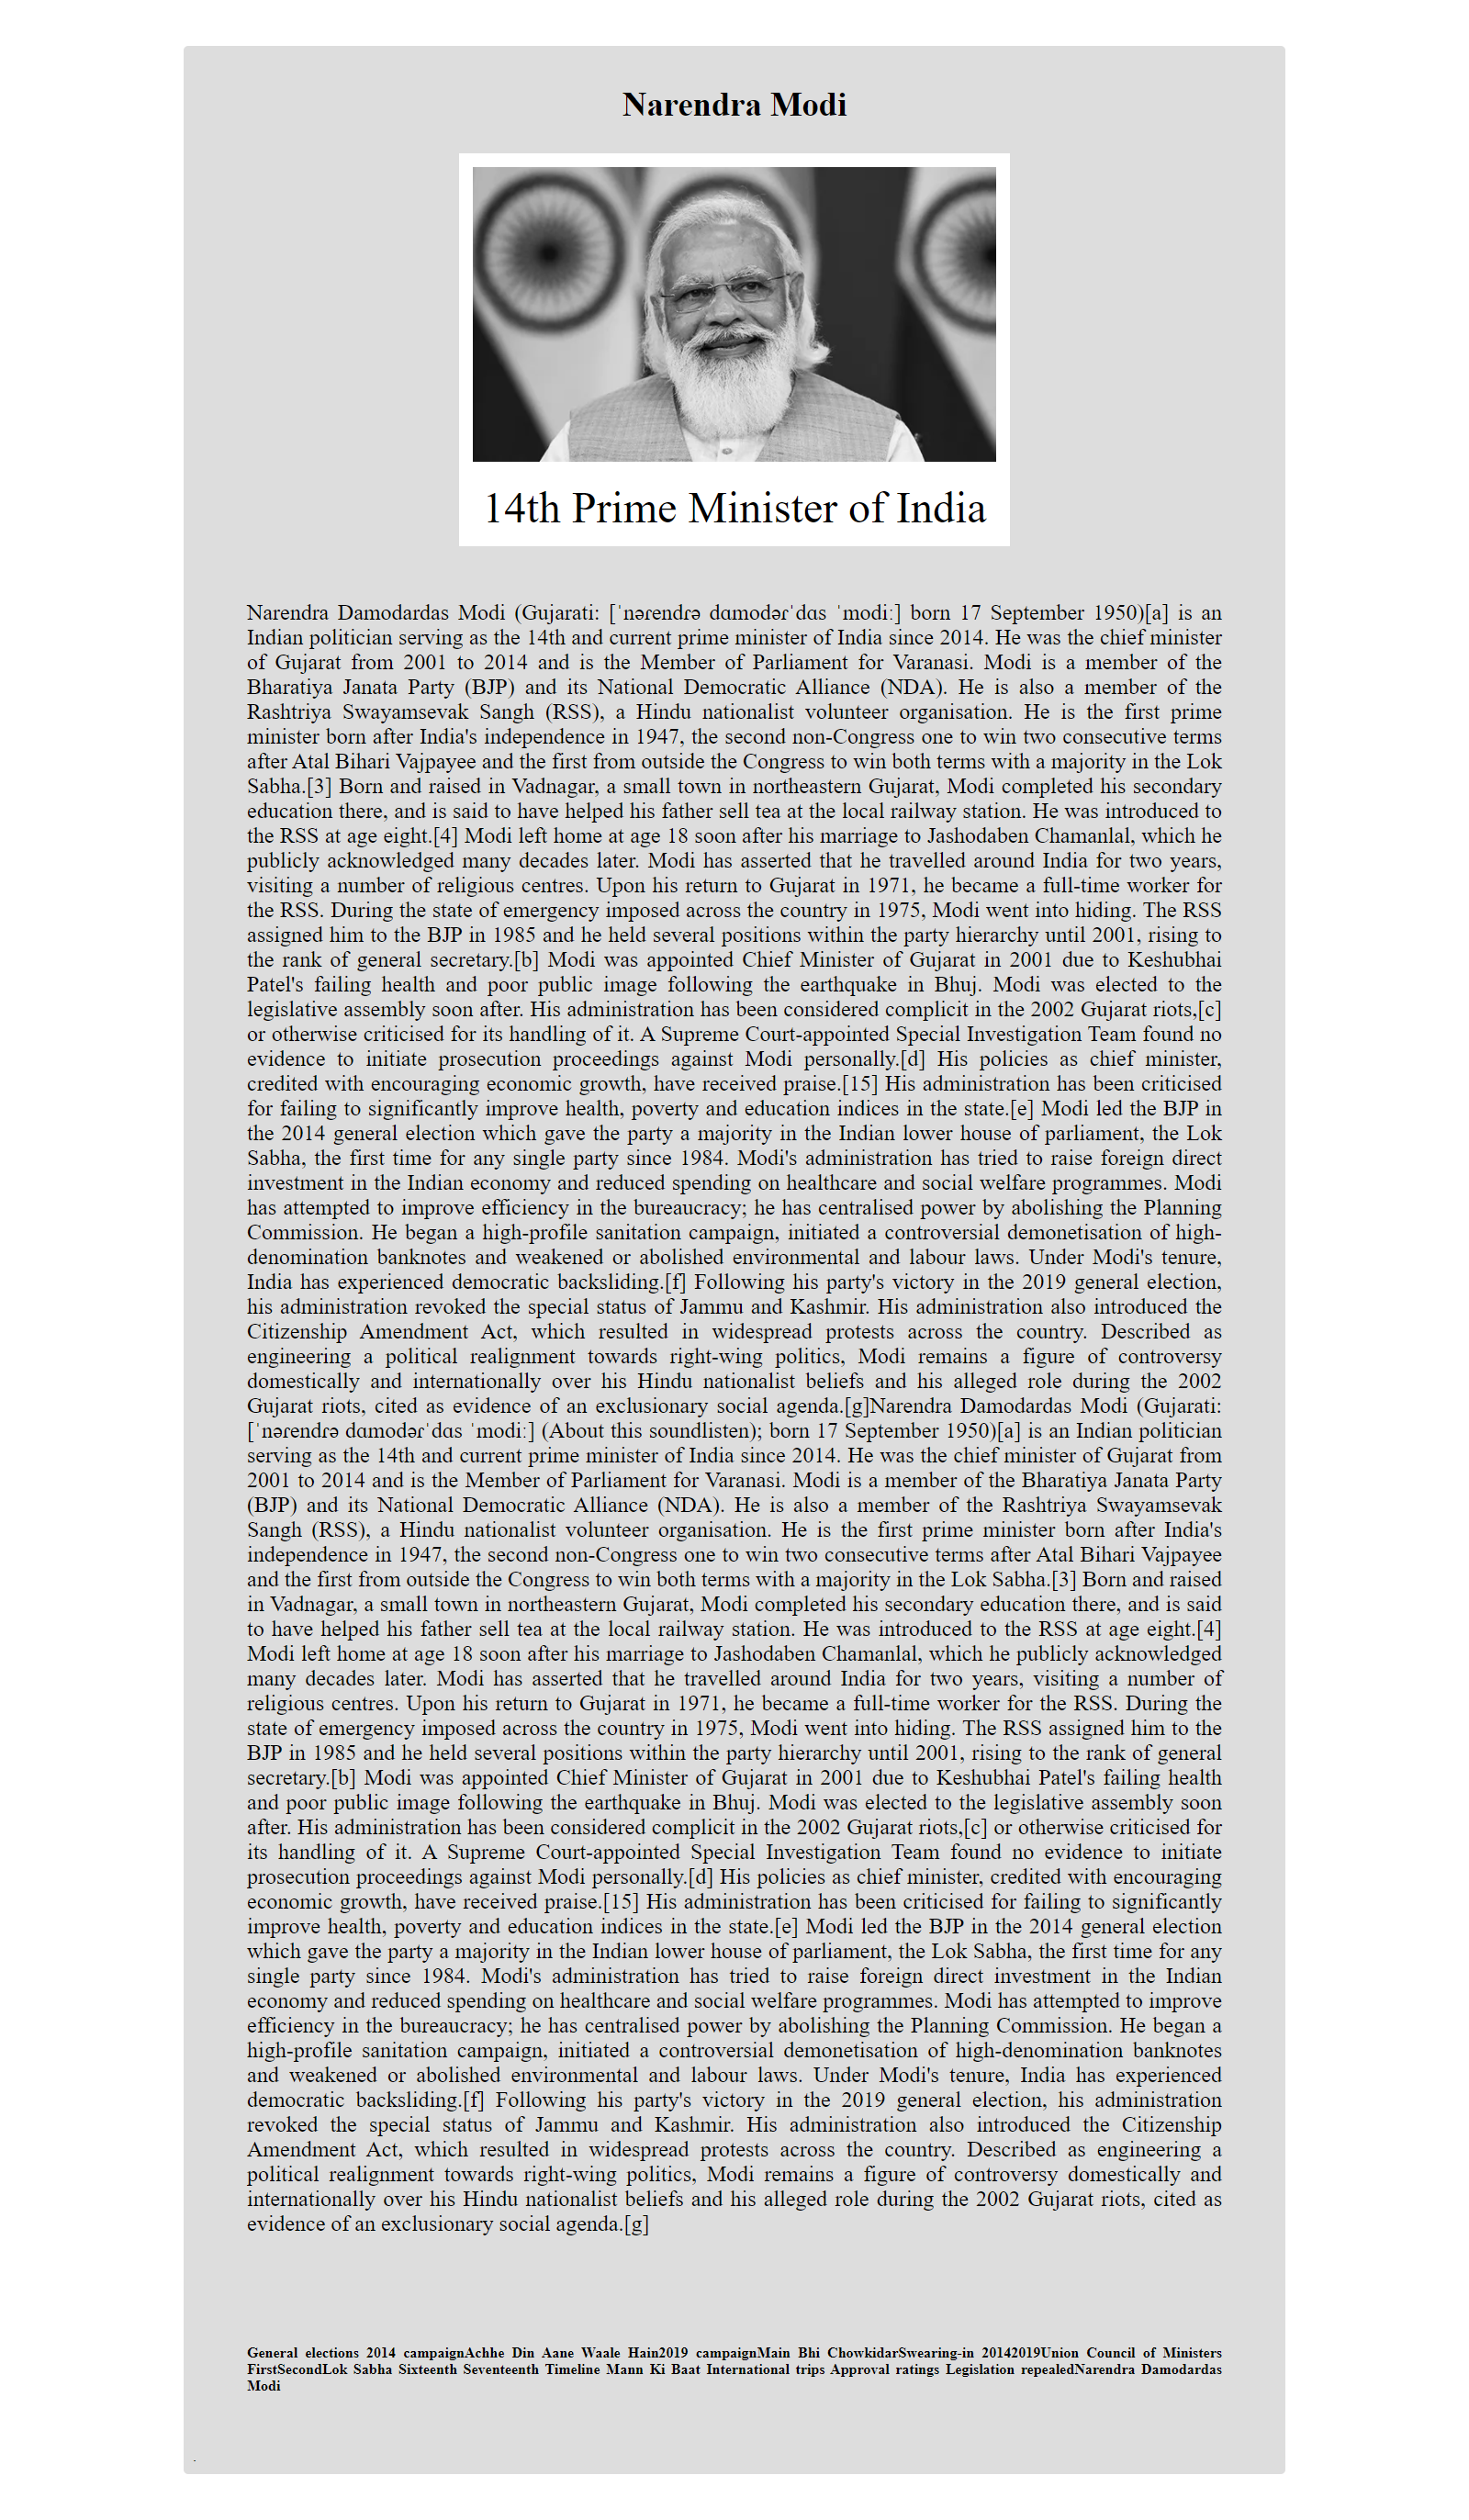 Narendra Modi
14th Prime Minister of India
Narendra Damodardas Modi (Gujarati: [ˈnəɾendɾə dɑmodəɾˈdɑs ˈmodiː] born 17 September 1950)[a] is an
Indian politician serving as the 14th and current prime minister of India since 2014. He was the chief minister
of Gujarat from 2001 to 2014 and is the Member of Parliament for Varanasi. Modi is a member of the
Bharatiya Janata Party (BJP) and its National Democratic Alliance (NDA). He is also a member of the
Rashtriya Swayamsevak Sangh (RSS), a Hindu nationalist volunteer organisation. He is the first prime
minister born after India's independence in 1947, the second non-Congress one to win two consecutive terms
after Atal Bihari Vajpayee and the first from outside the Congress to win both terms with a majority in the Lok
Sabha.[3] Born and raised in Vadnagar, a small town in northeastern Gujarat, Modi completed his secondary
education there, and is said to have helped his father sell tea at the local railway station. He was introduced to
the RSS at age eight.[4] Modi left home at age 18 soon after his marriage to Jashodaben Chamanlal, which he
publicly acknowledged many decades later. Modi has asserted that he travelled around India for two years,
visiting a number of religious centres. Upon his return to Gujarat in 1971, he became a full-time worker for
the RSS. During the state of emergency imposed across the country in 1975, Modi went into hiding. The RSS
assigned him to the BJP in 1985 and he held several positions within the party hierarchy until 2001, rising to
the rank of general secretary.[b] Modi was appointed Chief Minister of Gujarat in 2001 due to Keshubhai
Patel's failing health and poor public image following the earthquake in Bhuj. Modi was elected to the
legislative assembly soon after. His administration has been considered complicit in the 2002 Gujarat riots,[c]
or otherwise criticised for its handling of it. A Supreme Court-appointed Special Investigation Team found no
evidence to initiate prosecution proceedings against Modi personally.[d] His policies as chief minister,
credited with encouraging economic growth, have received praise.[15] His administration has been criticised
for failing to significantly improve health, poverty and education indices in the state.[e] Modi led the BJP in
the 2014 general election which gave the party a majority in the Indian lower house of parliament, the Lok
Sabha, the first time for any single party since 1984. Modi's administration has tried to raise foreign direct
investment in the Indian economy and reduced spending on healthcare and social welfare programmes. Modi
has attempted to improve efficiency in the bureaucracy; he has centralised power by abolishing the Planning
Commission. He began a high-profile sanitation campaign, initiated a controversial demonetisation of high-
denomination banknotes and weakened or abolished environmental and labour laws. Under Modi's tenure,
India has experienced democratic backsliding.[f] Following his party's victory in the 2019 general election,
his administration revoked the special status of Jammu and Kashmir. His administration also introduced the
Citizenship Amendment Act, which resulted in widespread protests across the country. Described as
engineering a political realignment towards right-wing politics, Modi remains a figure of controversy
domestically and internationally over his Hindu nationalist beliefs and his alleged role during the 2002
Gujarat riots, cited as evidence of an exclusionary social agenda.[g]Narendra Damodardas Modi (Gujarati:
[ˈnəɾendɾə dɑmodəɾˈdɑs ˈmodiː] (About this soundlisten); born 17 September 1950)[a] is an Indian politician
serving as the 14th and current prime minister of India since 2014. He was the chief minister of Gujarat from
2001 to 2014 and is the Member of Parliament for Varanasi. Modi is a member of the Bharatiya Janata Party
(BJP) and its National Democratic Alliance (NDA). He is also a member of the Rashtriya Swayamsevak
Sangh (RSS), a Hindu nationalist volunteer organisation. He is the first prime minister born after India's
independence in 1947, the second non-Congress one to win two consecutive terms after Atal Bihari Vajpayee
and the first from outside the Congress to win both terms with a majority in the Lok Sabha.[3] Born and raised
in Vadnagar, a small town in northeastern Gujarat, Modi completed his secondary education there, and is said
to have helped his father sell tea at the local railway station. He was introduced to the RSS at age eight.[4]
Modi left home at age 18 soon after his marriage to Jashodaben Chamanlal, which he publicly acknowledged
many decades later. Modi has asserted that he travelled around India for two years, visiting a number of
religious centres. Upon his return to Gujarat in 1971, he became a full-time worker for the RSS. During the
state of emergency imposed across the country in 1975, Modi went into hiding. The RSS assigned him to the
BJP in 1985 and he held several positions within the party hierarchy until 2001, rising to the rank of general
secretary.[b] Modi was appointed Chief Minister of Gujarat in 2001 due to Keshubhai Patel's failing health
and poor public image following the earthquake in Bhuj. Modi was elected to the legislative assembly soon
after. His administration has been considered complicit in the 2002 Gujarat riots,[c] or otherwise criticised for
its handling of it. A Supreme Court-appointed Special Investigation Team found no evidence to initiate
prosecution proceedings against Modi personally.[d] His policies as chief minister, credited with encouraging
economic growth, have received praise.[15] His administration has been criticised for failing to significantly
improve health, poverty and education indices in the state.[e] Modi led the BJP in the 2014 general election
which gave the party a majority in the Indian lower house of parliament, the Lok Sabha, the first time for any
single party since 1984. Modi's administration has tried to raise foreign direct investment in the Indian
economy and reduced spending on healthcare and social welfare programmes. Modi has attempted to improve
efficiency in the bureaucracy; he has centralised power by abolishing the Planning Commission. He began a
high-profile sanitation campaign, initiated a controversial demonetisation of high-denomination banknotes
and weakened or abolished environmental and labour laws. Under Modi's tenure, India has experienced
democratic backsliding.[f] Following his party's victory in the 2019 general election, his administration
revoked the special status of Jammu and Kashmir. His administration also introduced the Citizenship
Amendment Act, which resulted in widespread protests across the country. Described as engineering a
political realignment towards right-wing politics, Modi remains a figure of controversy domestically and
internationally over his Hindu nationalist beliefs and his alleged role during the 2002 Gujarat riots, cited as
evidence of an exclusionary social agenda.[g]
General elections 2014 campaignAchhe Din Aane Waale Hain2019 campaignMain Bhi ChowkidarSwearing-in 20142019Union Council of Ministers
FirstSecondLok Sabha Sixteenth Seventeenth Timeline Mann Ki Baat International trips Approval ratings Legislation repealedNarendra Damodardas
Modi
.